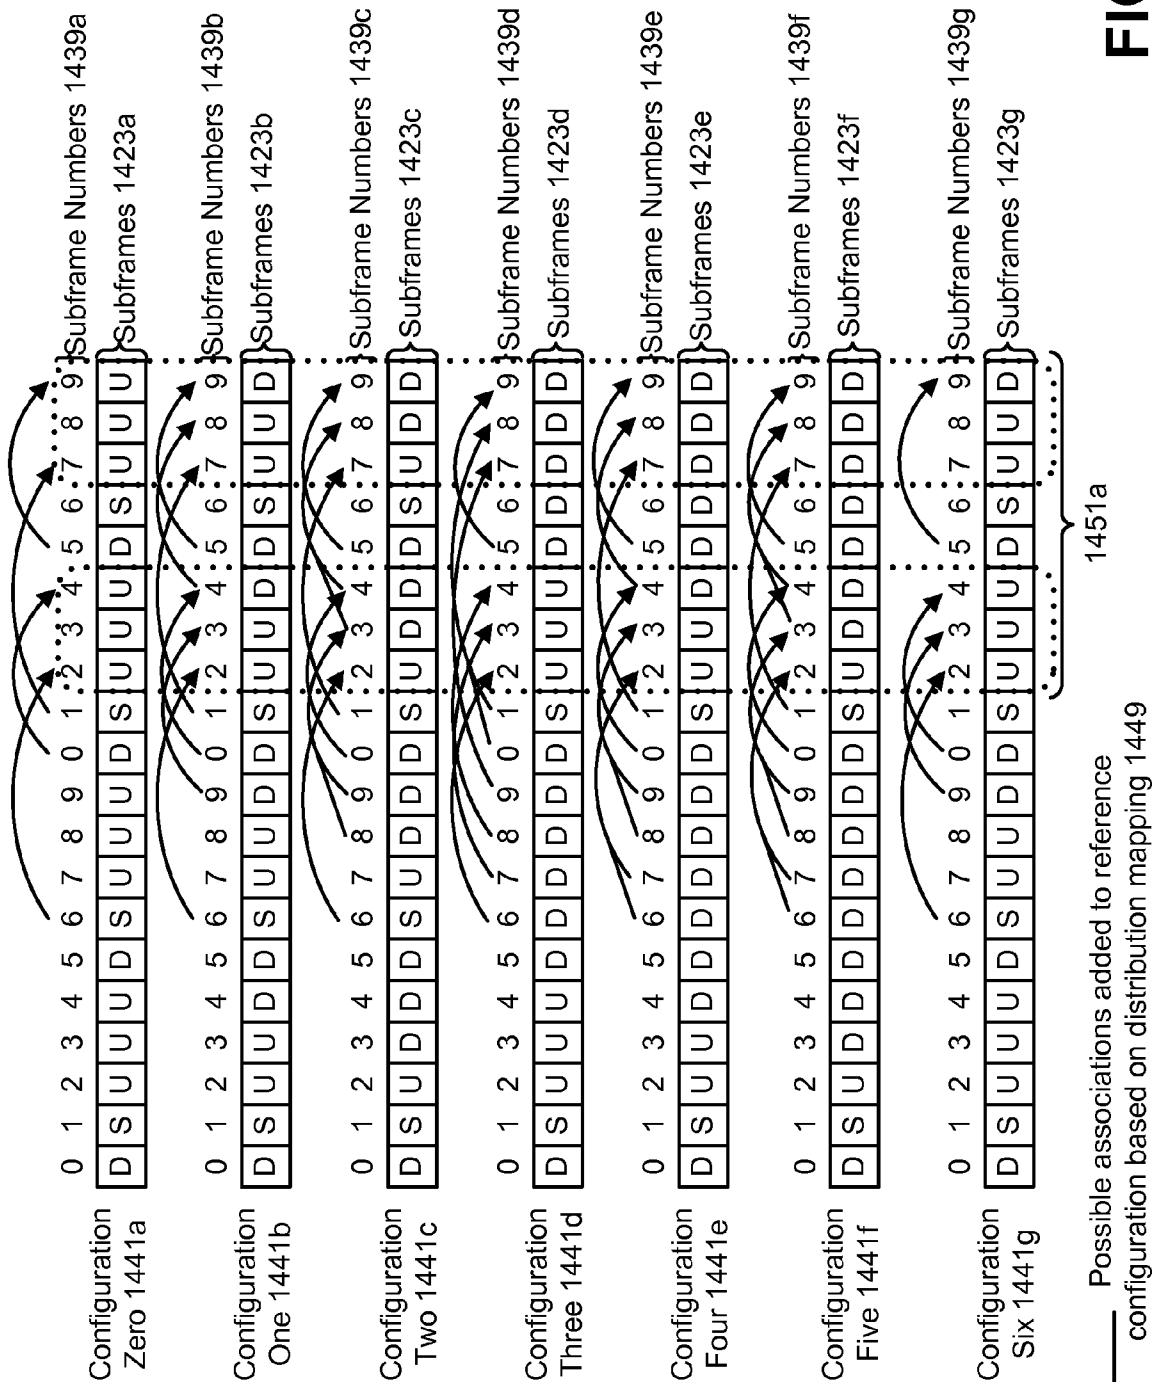 0 1 2 3 4 5 6 7 8 9 0 1 2 3 4 5 6 7 8 9 Subframe Numbers 1439a
Configuration Zero 1441a
D S U U U D S U U U D S U U U D S U U U Subframes 1423a
0 1 2 3 4 5 6 7 8 9 0 1 2 3 4 5 6 7 8 9 Subframe Numbers 1439b
Configuration One 1441b
D S U U D D S U U D D S U U D D S U U D Subframes 1423b
0 1 2 3 4 5 6 7 8 9 0 1 2 3 4 5 6 7 8 9 Subframe Numbers 1439c
Configuration Two 1441c
D S U D D D S U D D D S U D D D S U D D Subframes 1423c
0 1 2 3 4 5 6 7 8 9 0 1 2 3 4 5 6 7 8 9 Subframe Numbers 1439d
Configuration Three 1441d
D S U U U D D D D D D S U U U D D D D D Subframes 1423d
0 1 2 3 4 5 6 7 8 9 0 1 2 3 4 5 6 7 8 9 Subframe Numbers 1439e
Configuration Four 1441e
D S U U D D D D D D D S U U D D D D D D Subframes 1423e
0 1 2 3 4 5 6 7 8 9 0 1 2 3 4 5 6 7 8 9 Subframe Numbers 1439f
Configuration Five 1441f
D S U D D D D D D D D S U D D D D D D D Subframes 1423f
0 1 2 3 4 5 6 7 8 9 0 1 2 3 4 5 6 7 8 9 Subframe Numbers 1439g
Configuration Six 1441g
D S U U U D S U U D D S U U U D S U U D Subframes 1423g
1451a
Possible associations added to reference
configuration based on distribution mapping 1449